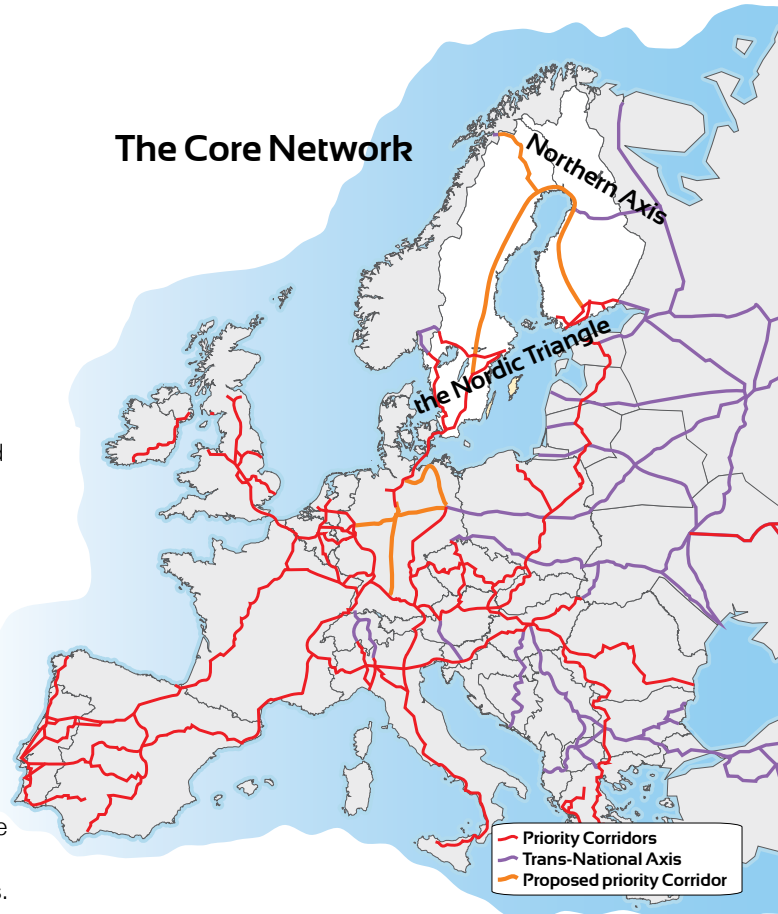 The Core Network
Northern Axis
the Nordic Triangle
d
e
s.
Priority Corridors
Trans-National Axis
Proposed priority Corridor